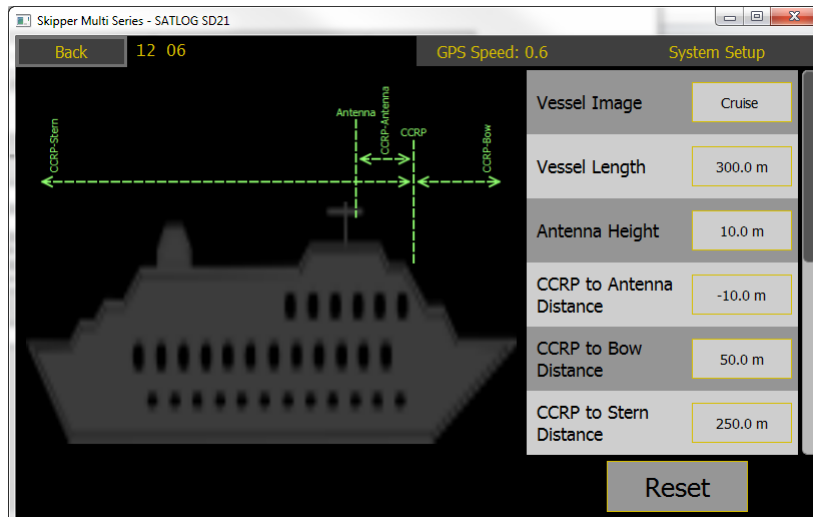 Skipper Multi Series - SATLOG SD21
Back
12 06
GPS Speed: 0.6
System Setup
CCRP-Stern
Antenna
CCRP-Antenna
CCRP
CCRP-Bow
Vessel Image
Cruise
Vessel Length
300.0 m
Antenna Height
10.0 m
CCRP to Antenna
Distance
-10.0 m
CCRP to Bow
Distance
50.0 m
CCRP to Stern
Distance
250.0 m
Reset